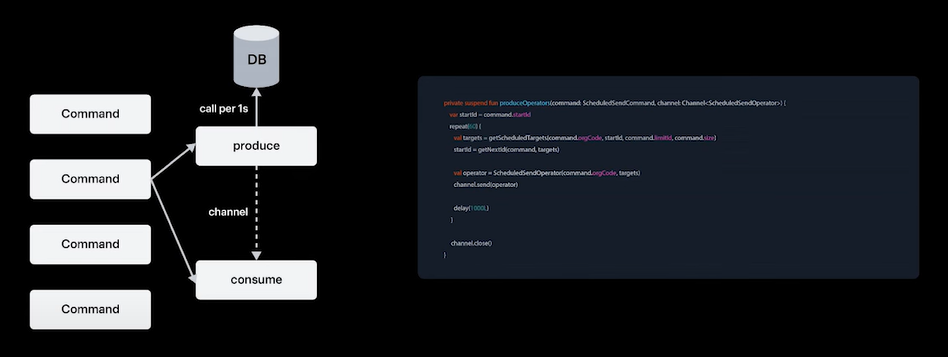 DB
call per 1s
Command
produce
Command
channel
Command
consume
Command
private suspend fun produceOperators(command: ScheduledSendCommand, channel: Channel<ScheduledSendOperator>) {
var startId = command.startId
repeat(60) {
val targets = getScheduledTargets(command.orgCode, startId, command.limitId, command.size)
startId = getNextId(command, targets)
val operator = ScheduledSendOperator(command.orgCode, targets)
channel.send(operator)
delay(1000L)
}
channel.close()
}